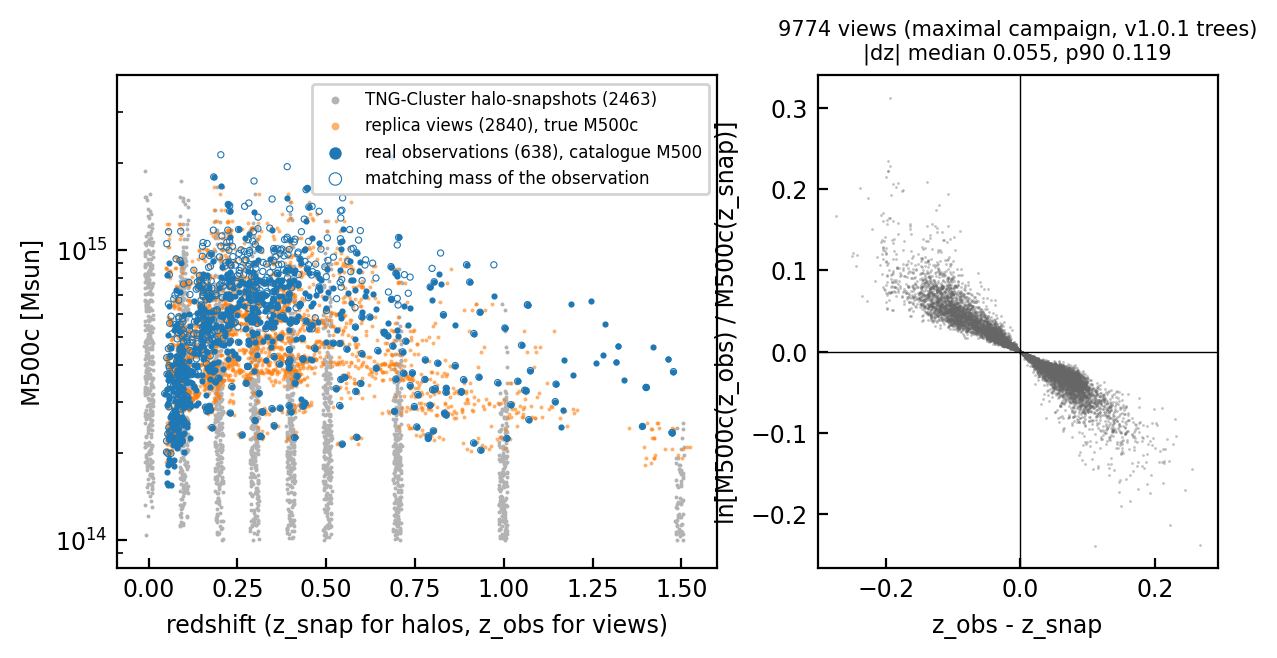 9774 views (maximal campaign, v1.0.1 trees)
|dz| median 0.055, p90 0.119
TNG-Cluster halo-snapshots (2463)
replica views (2840), true M500c
real observations (638), catalogue M500
matching mass of the observation
M500c [Msun]
10¹⁵
10¹⁴
0.00 0.25 0.50 0.75 1.00 1.25 1.50
redshift (z_snap for halos, z_obs for views)
ln[M500c(z_obs) / M500c(z_snap)]
0.3
0.2
0.1
0.0
−0.1
−0.2
−0.2 0.0 0.2
z_obs - z_snap